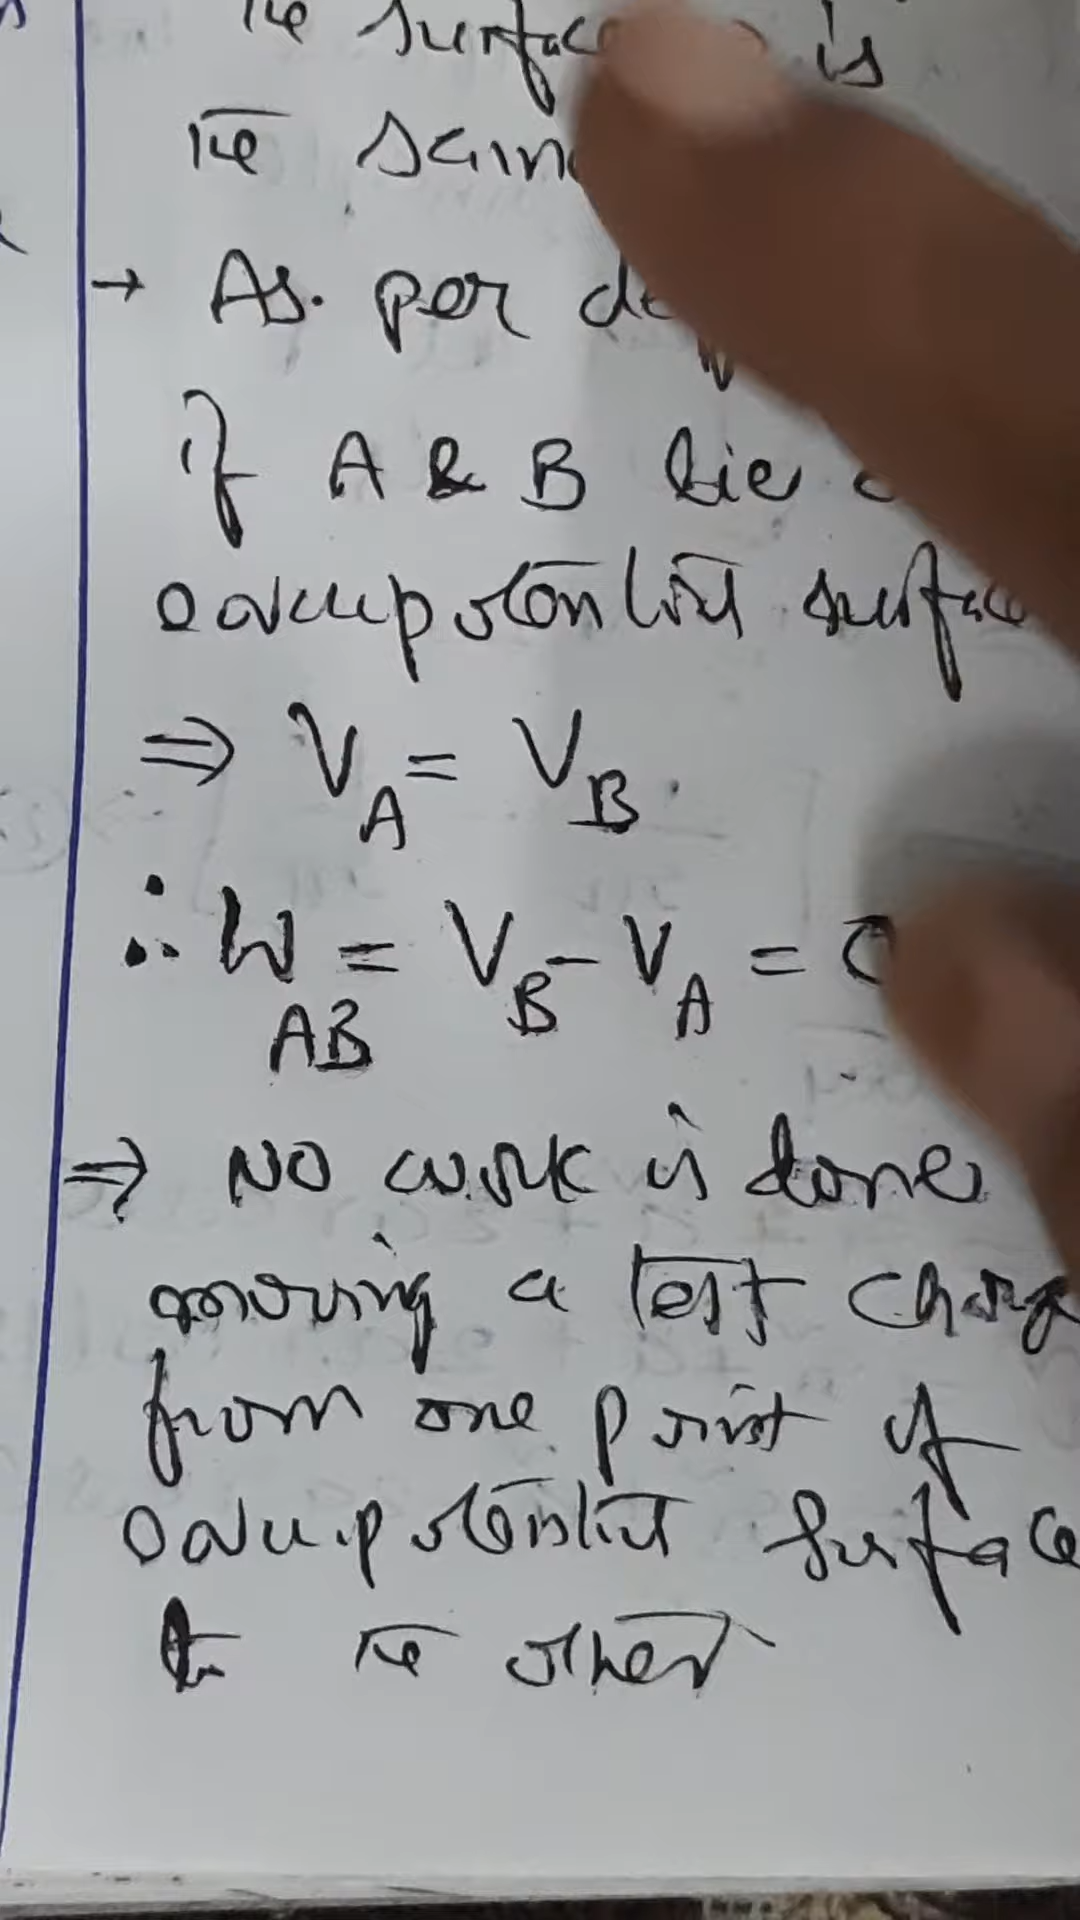 the surface is
the same
→ As. per de
if A & B lie
equipotential surface
⇒ V_A = V_B.
∴ W_AB = V_B - V_A = 0
⇒ No work is done
moving a test charge
from one point of
equipotential surface
to the other